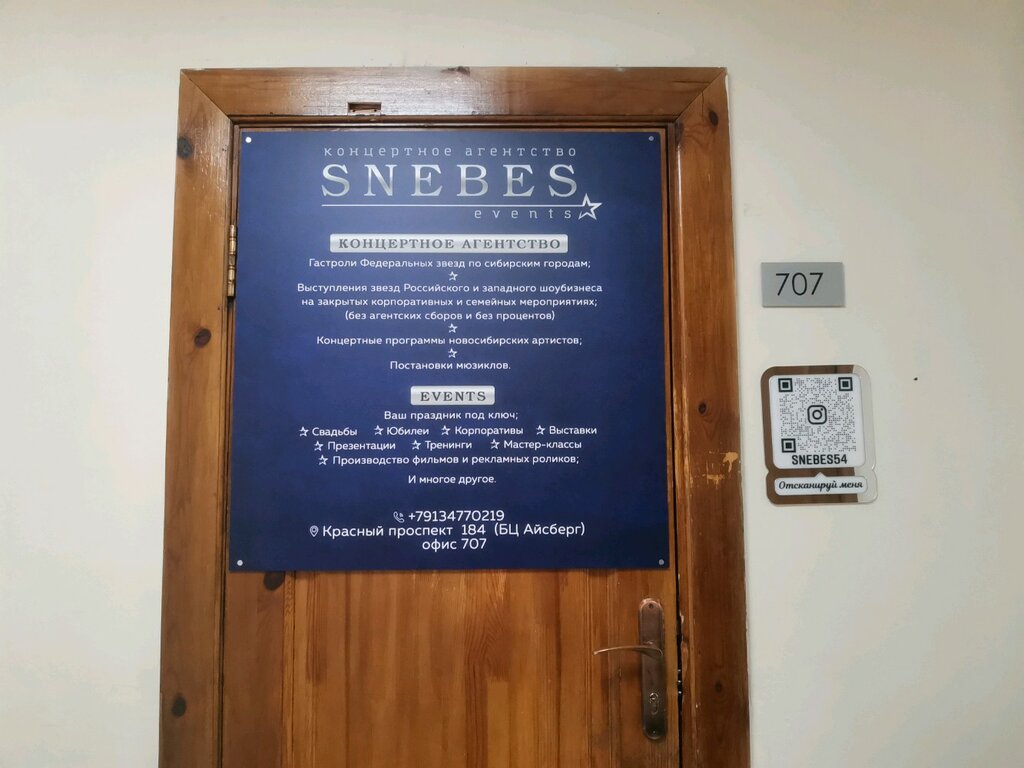 концертное агентство
SNEBES
events
КОНЦЕРТНОЕ АГЕНТСТВО
Гастроли Федеральных звезд по сибирским городам;
Выступления звезд Российского и западного шоубизнеса
на закрытых корпоративных и семейных мероприятиях;
(без агентских сборов и без процентов)
Концертные программы новосибирских артистов;
Постановки мюзиклов.
EVENTS
Ваш праздник под ключ;
Свадьбы Юбилеи Корпоративы Выставки
Презентации Тренинги Мастер-классы
Производство фильмов и рекламных роликов;
И многое другое.
+79134770219
Красный проспект 184 (БЦ Айсберг)
офис 707
707
SNEBES54
Отсканируй меня